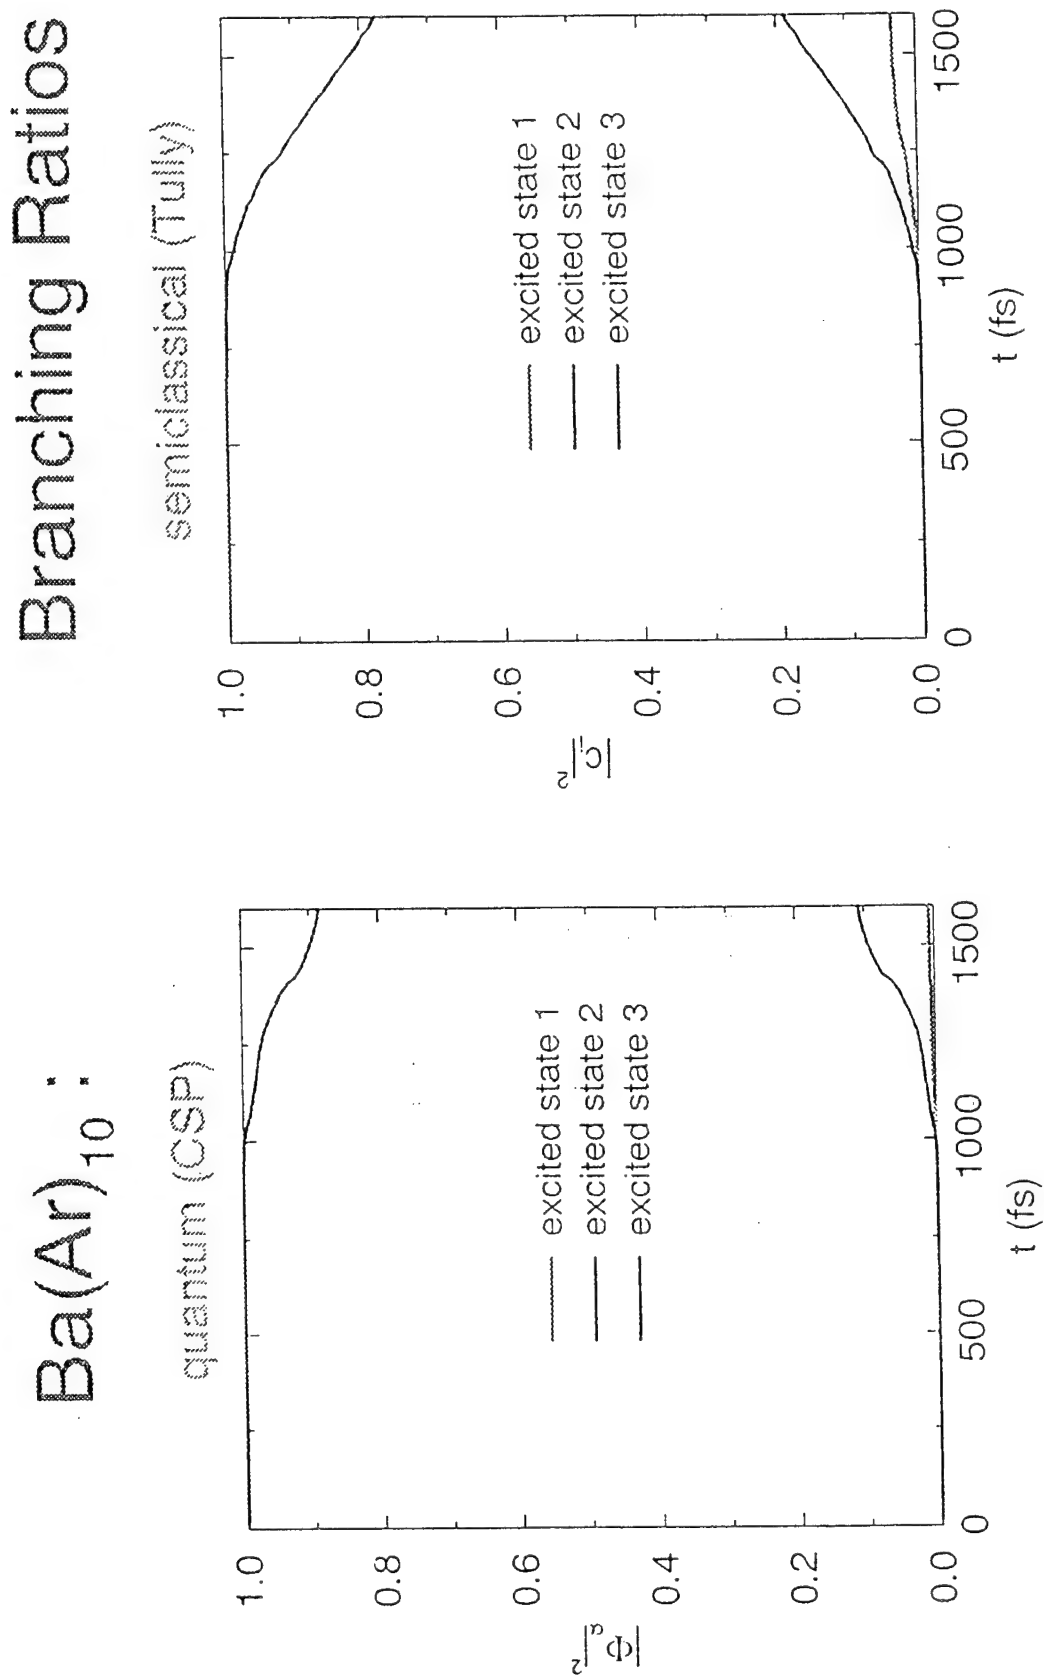 Ba(Ar)10 : Branching Ratios
quantum (CSP)
|Φα|²
1.0
0.8
0.6
0.4
0.2
0.0
excited state 1
excited state 2
excited state 3
0 500 1000 1500
t (fs)
semiclassical (Tully)
|cᵢ|²
1.0
0.8
0.6
0.4
0.2
0.0
excited state 1
excited state 2
excited state 3
0 500 1000 1500
t (fs)